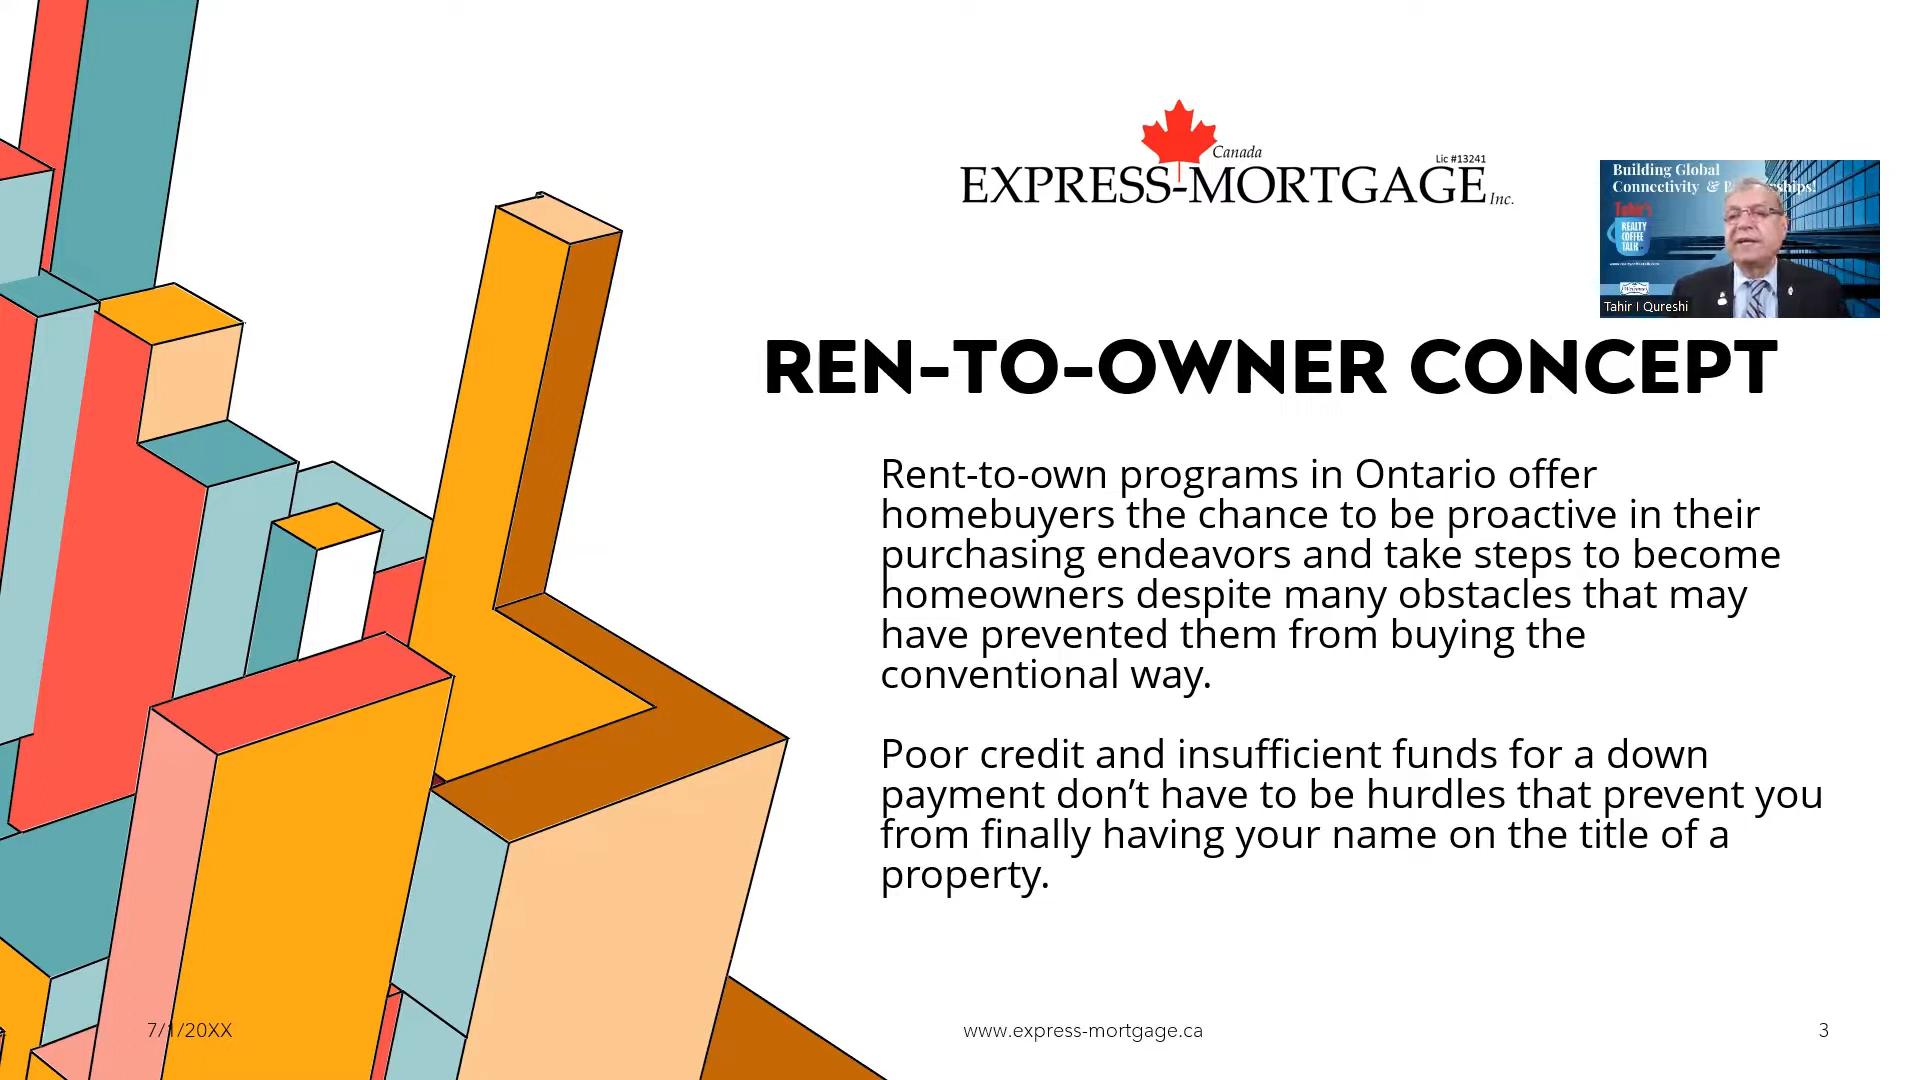 Canada
Lic #13241
EXPRESS-MORTGAGE Inc.
Building Global
Connectivity &
Tahir's
REALTY
COFFEE
TALK
Welcome
Tahir I Qureshi
REN-TO-OWNER CONCEPT
Rent-to-own programs in Ontario offer
homebuyers the chance to be proactive in their
purchasing endeavors and take steps to become
homeowners despite many obstacles that may
have prevented them from buying the
conventional way.
Poor credit and insufficient funds for a down
payment don’t have to be hurdles that prevent you
from finally having your name on the title of a
property.
7/1/20XX
www.express-mortgage.ca
3